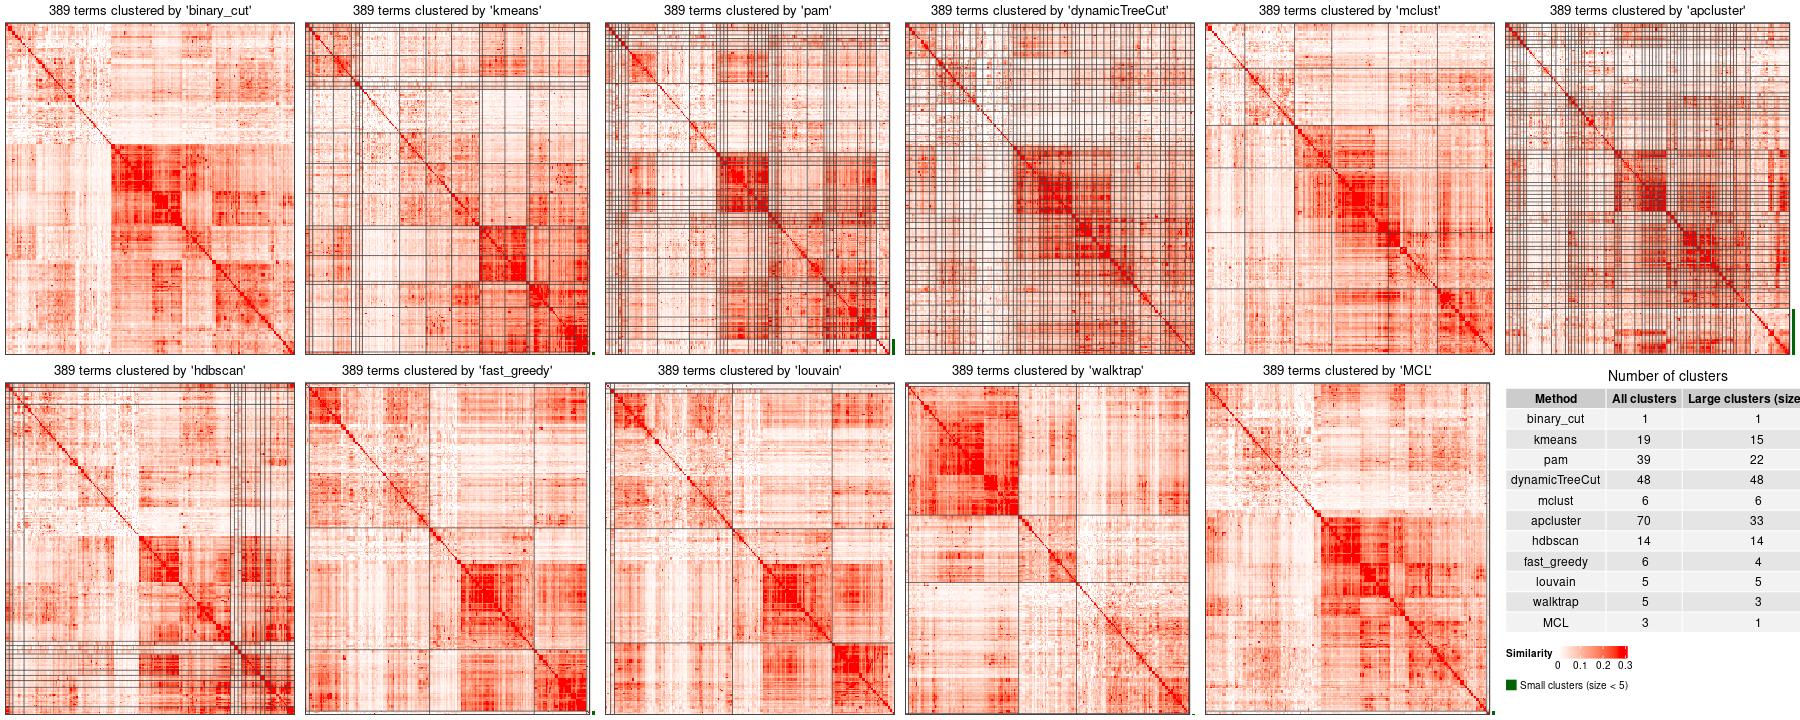 389 terms clustered by 'binary_cut'
389 terms clustered by 'kmeans'
389 terms clustered by 'pam'
389 terms clustered by 'dynamicTreeCut'
389 terms clustered by 'mclust'
389 terms clustered by 'apcluster'
389 terms clustered by 'hdbscan'
389 terms clustered by 'fast_greedy'
389 terms clustered by 'louvain'
389 terms clustered by 'walktrap'
389 terms clustered by 'MCL'
Number of clusters
Method All clusters Large clusters (size
binary_cut 1 1
kmeans 19 15
pam 39 22
dynamicTreeCut 48 48
mclust 6 6
apcluster 70 33
hdbscan 14 14
fast_greedy 6 4
louvain 5 5
walktrap 5 3
MCL 3 1
Similarity
0 0.1 0.2 0.3
Small clusters (size < 5)